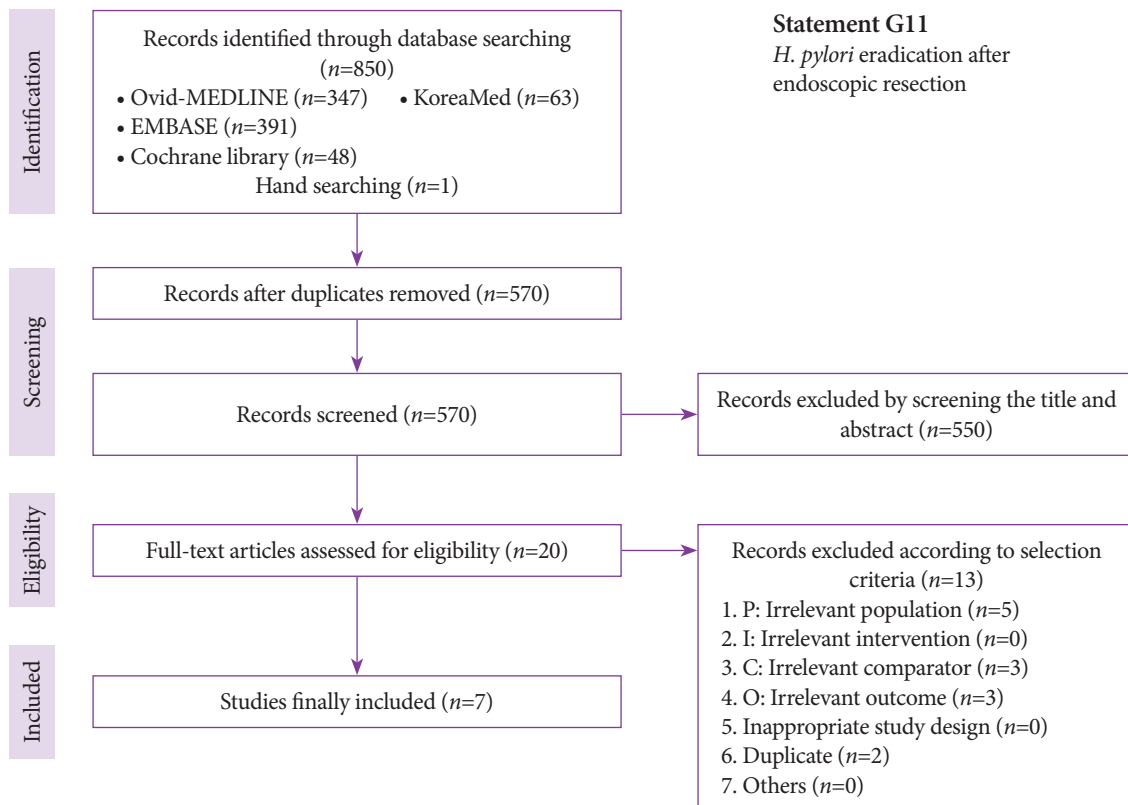 Statement G11
H. pylori eradication after
endoscopic resection
Identification
Records identified through database searching
(n=850)
• Ovid-MEDLINE (n=347) • KoreaMed (n=63)
• EMBASE (n=391)
• Cochrane library (n=48)
Hand searching (n=1)
Screening
Records after duplicates removed (n=570)
Records screened (n=570)
Records excluded by screening the title and
abstract (n=550)
Eligibility
Full-text articles assessed for eligibility (n=20)
Records excluded according to selection
criteria (n=13)
1. P: Irrelevant population (n=5)
2. I: Irrelevant intervention (n=0)
3. C: Irrelevant comparator (n=3)
4. O: Irrelevant outcome (n=3)
5. Inappropriate study design (n=0)
6. Duplicate (n=2)
7. Others (n=0)
Included
Studies finally included (n=7)